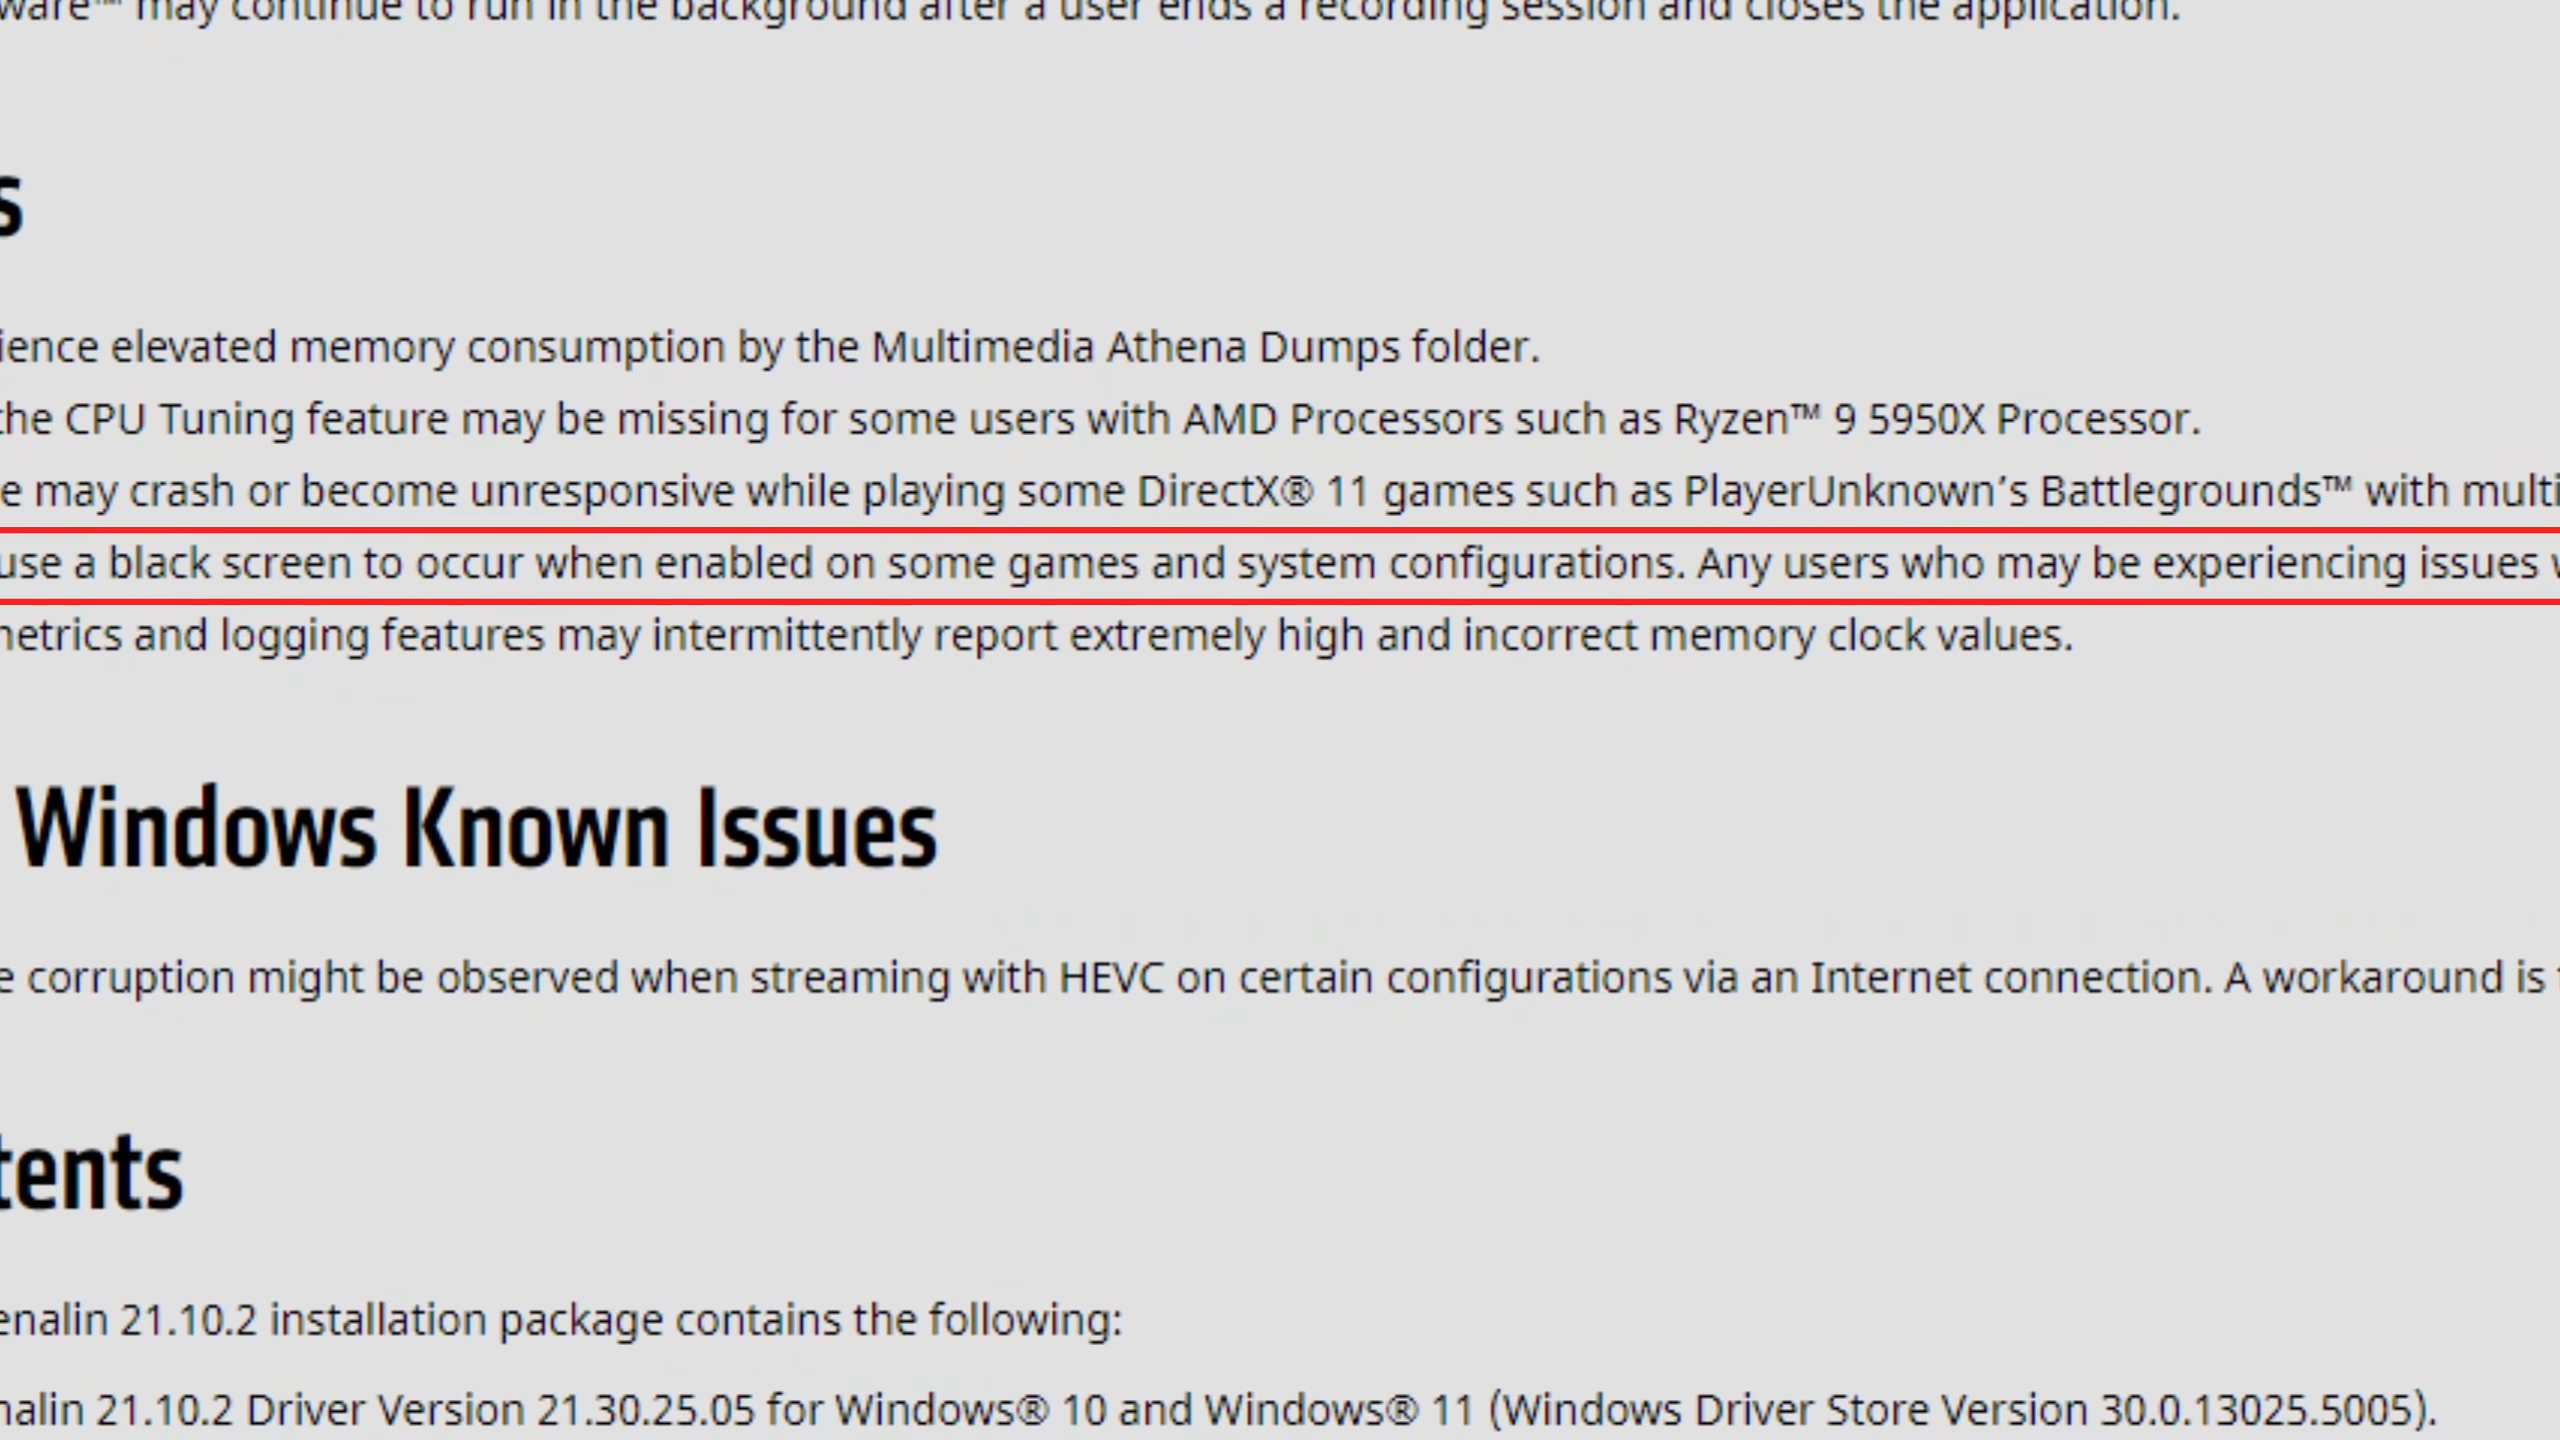 ware™ may continue to run in the background after a user ends a recording session and closes the application.
s
ience elevated memory consumption by the Multimedia Athena Dumps folder.
the CPU Tuning feature may be missing for some users with AMD Processors such as Ryzen™ 9 5950X Processor.
e may crash or become unresponsive while playing some DirectX® 11 games such as PlayerUnknown’s Battlegrounds™ with multi
use a black screen to occur when enabled on some games and system configurations. Any users who may be experiencing issues
metrics and logging features may intermittently report extremely high and incorrect memory clock values.
Windows Known Issues
e corruption might be observed when streaming with HEVC on certain configurations via an Internet connection. A workaround is
tents
enalin 21.10.2 installation package contains the following:
nalin 21.10.2 Driver Version 21.30.25.05 for Windows® 10 and Windows® 11 (Windows Driver Store Version 30.0.13025.5005).